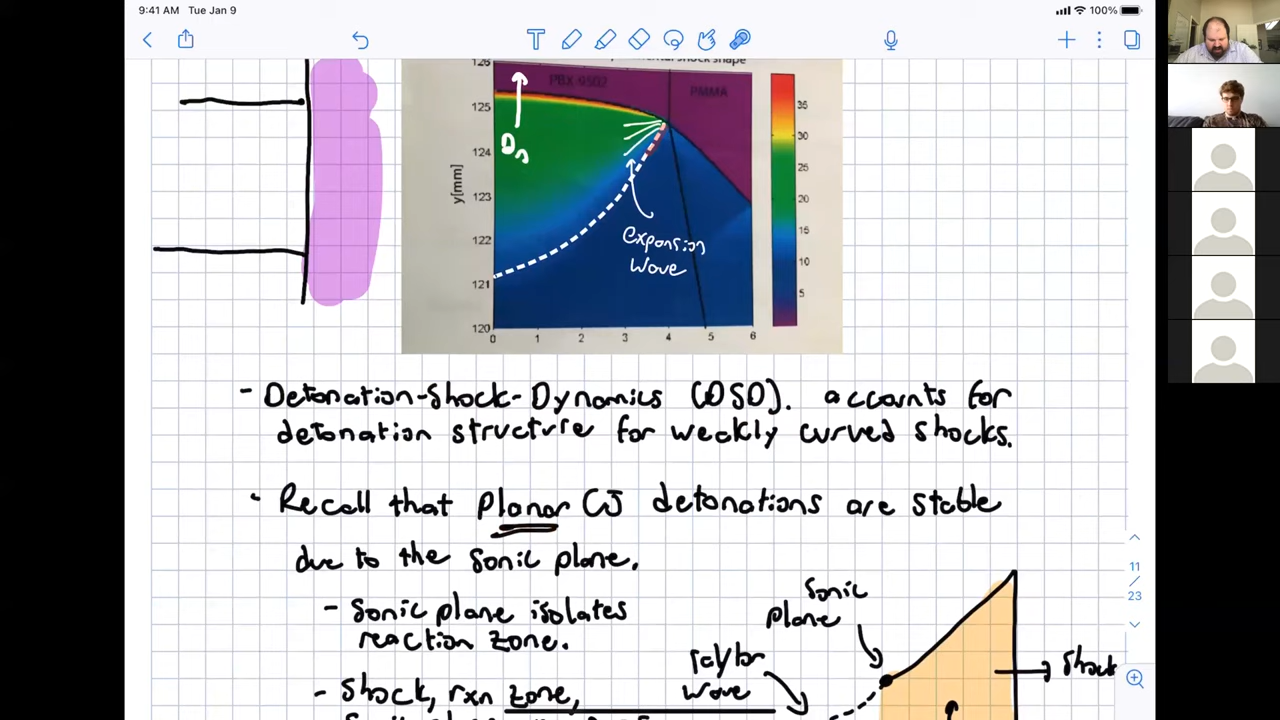 9:41 AM Tue Jan 9
100%
shock shape
PBX-9502
PMMA
126
125
124
123
122
121
120
y[mm]
0 1 2 3 4 5 6
35
30
25
20
15
10
5
Dn
expansion
wave
- Detonation-Shock-Dynamics (DSD). accounts for
detonation structure for weakly curved shocks.
- Recall that planar CJ detonations are stable
due to the sonic plane.
- Sonic plane isolates
reaction zone.
- Shock, rxn zone,
Sonic
plane
Taylor
wave
Shock
11
/
23